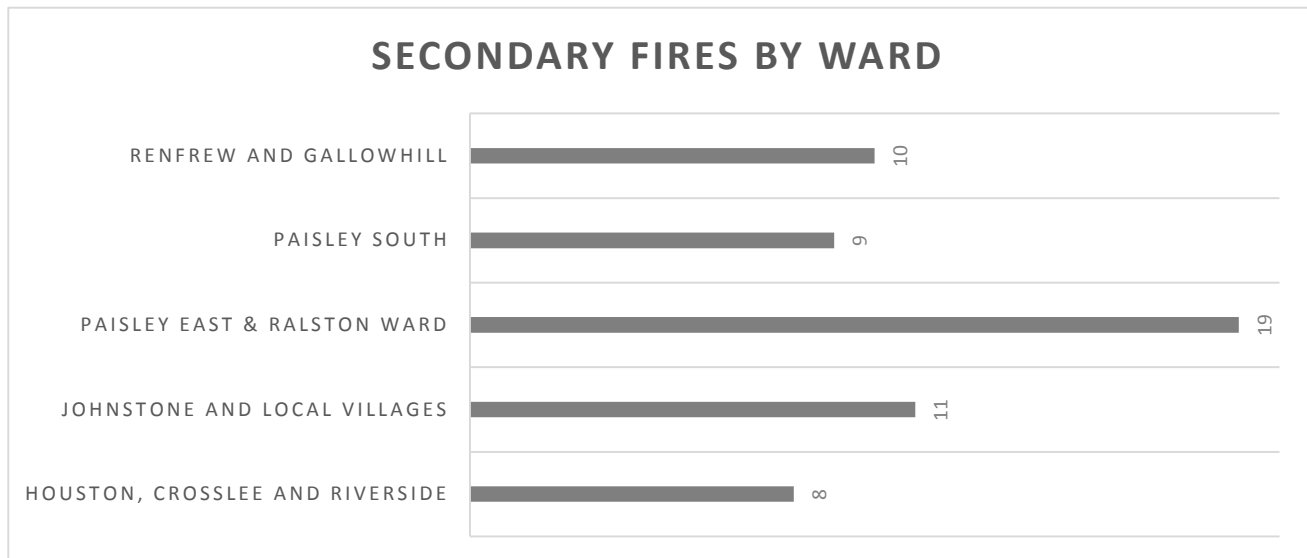 SECONDARY FIRES BY WARD
RENFREW AND GALLOWHILL 10
PAISLEY SOUTH 9
PAISLEY EAST & RALSTON WARD 19
JOHNSTONE AND LOCAL VILLAGES 11
HOUSTON, CROSSLEE AND RIVERSIDE 8